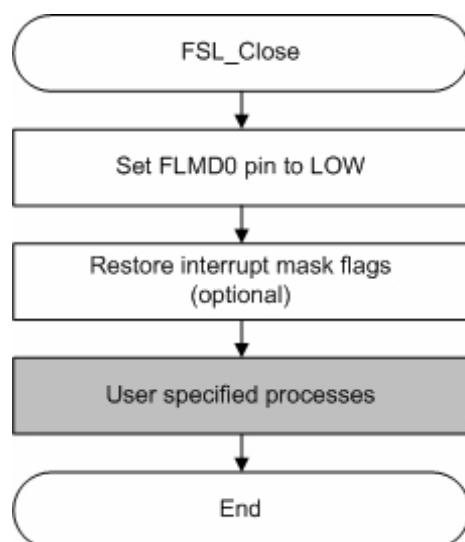 FSL_Close
Set FLMD0 pin to LOW
Restore interrupt mask flags
(optional)
User specified processes
End